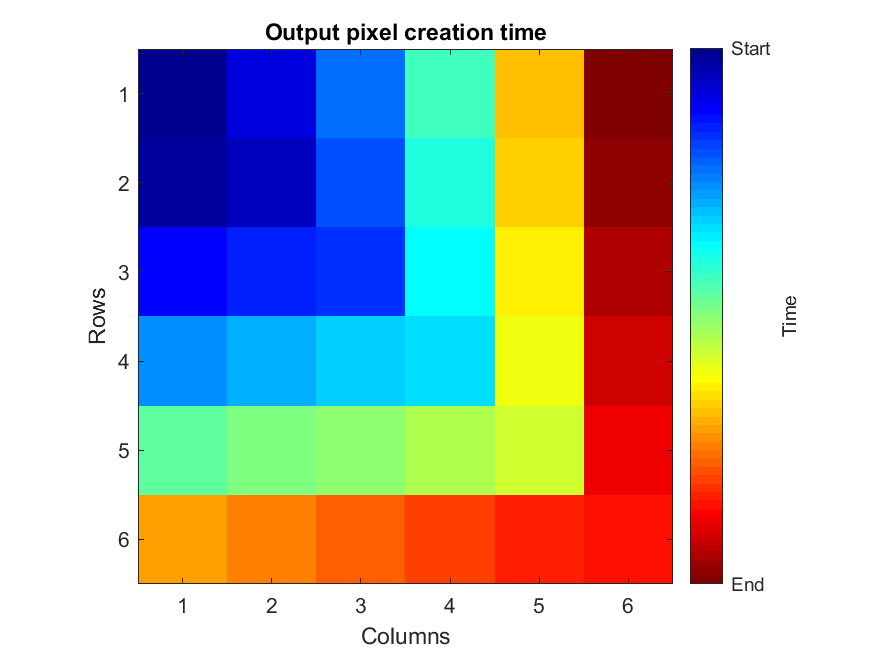 Output pixel creation time
Start
1
2
3
4
5
6
Rows
1 2 3 4 5 6
Columns
Time
End